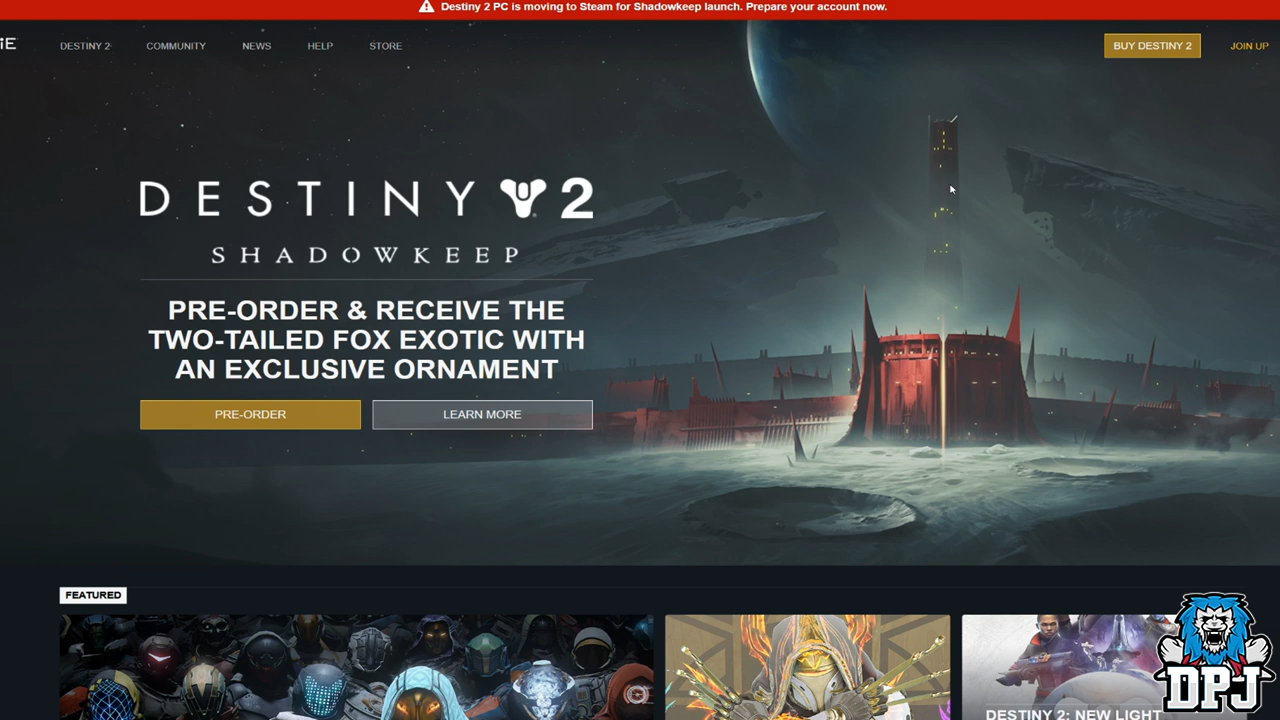 Destiny 2 PC is moving to Steam for Shadowkeep launch. Prepare your account now.
iE
DESTINY 2
COMMUNITY
NEWS
HELP
STORE
BUY DESTINY 2
JOIN UP
DESTINY 2
SHADOWKEEP
PRE-ORDER & RECEIVE THE
TWO-TAILED FOX EXOTIC WITH
AN EXCLUSIVE ORNAMENT
PRE-ORDER
LEARN MORE
FEATURED
DESTINY 2: NEW LIGHT
DPJ